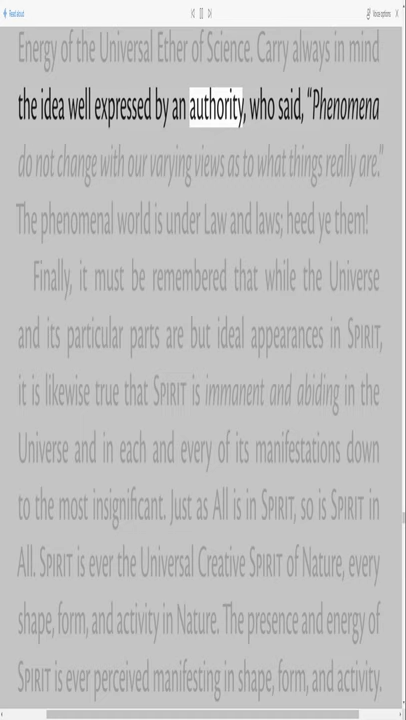 Read aloud
Voice options
Energy of the Universal Ether of Science. Carry always in mind
the idea well expressed by an authority, who said, “Phenomena
do not change with our varying views as to what things really are.”
The phenomenal world is under Law and laws; heed ye them!
Finally, it must be remembered that while the Universe
and its particular parts are but ideal appearances in SPIRIT,
it is likewise true that SPIRIT is immanent and abiding in the
Universe and in each and every of its manifestations down
to the most insignificant. Just as All is in SPIRIT, so is SPIRIT in
All. SPIRIT is ever the Universal Creative SPIRIT of Nature, every
shape, form, and activity in Nature. The presence and energy of
SPIRIT is ever perceived manifesting in shape, form, and activity.